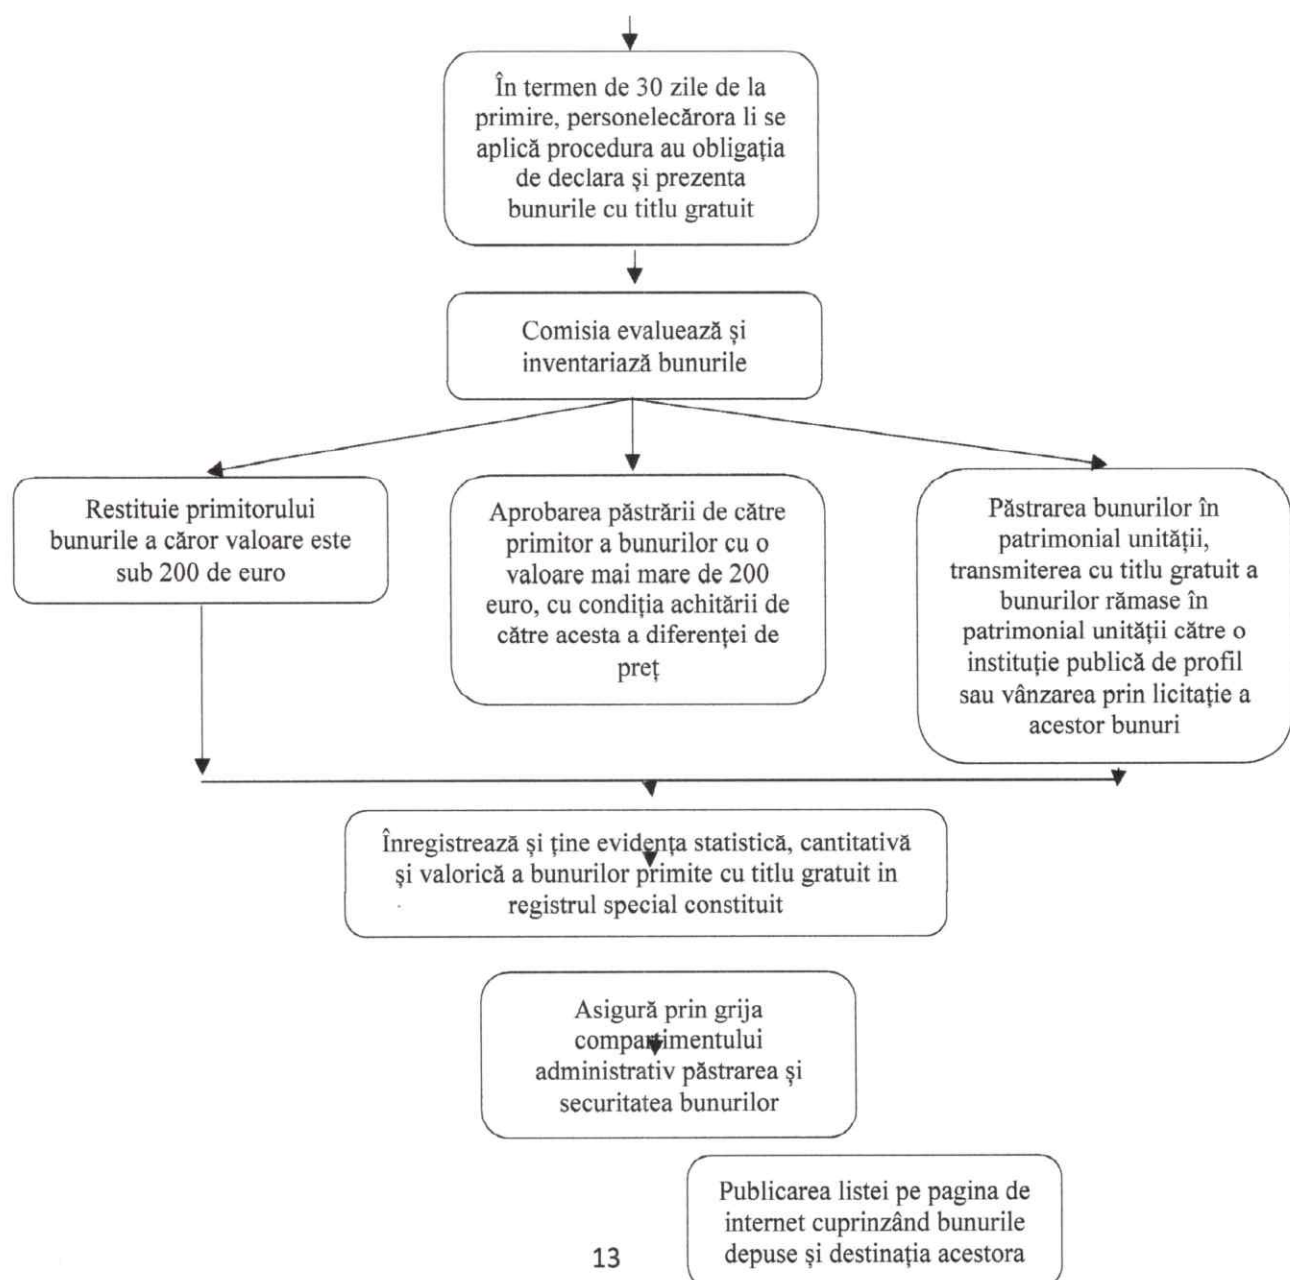 În termen de 30 zile de la
primire, personelecărora li se
aplică procedura au obligația
de declara și prezenta
bunurile cu titlu gratuit
Comisia evaluează și
inventariază bunurile
Restituie primitorului
bunurile a căror valoare este
sub 200 de euro
Aprobarea păstrării de către
primitor a bunurilor cu o
valoare mai mare de 200
euro, cu condiția achitării de
către acesta a diferenței de
preț
Păstrarea bunurilor în
patrimonial unității,
transmiterea cu titlu gratuit a
bunurilor rămase în
patrimonial unității către o
instituție publică de profil
sau vânzarea prin licitație a
acestor bunuri
Înregistrează și ține evidența statistică, cantitativă
și valorică a bunurilor primite cu titlu gratuit in
registrul special constituit
Asigură prin grija
compartimentului
administrativ păstrarea și
securitatea bunurilor
Publicarea listei pe pagina de
internet cuprinzând bunurile
depuse și destinația acestora
13